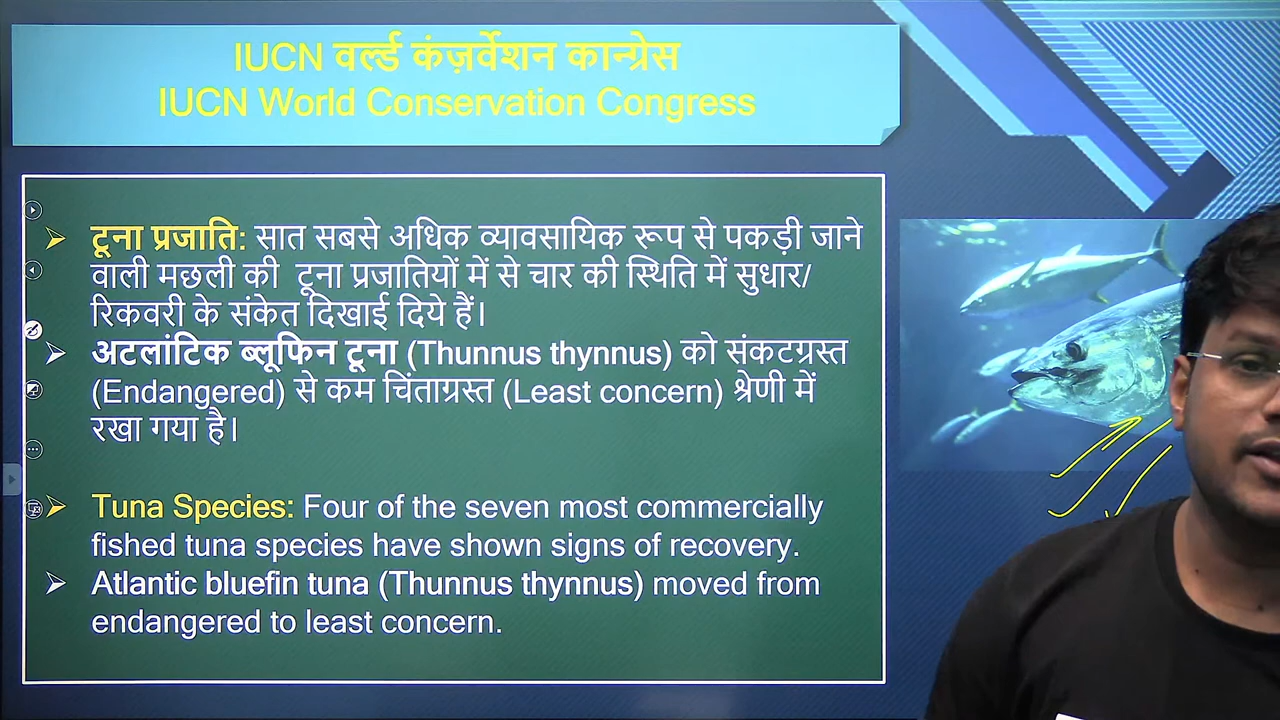 IUCN वर्ल्ड कंज़र्वेशन कान्ग्रेस
IUCN World Conservation Congress
टूना प्रजाति: सात सबसे अधिक व्यावसायिक रूप से पकड़ी जाने
वाली मछली की टूना प्रजातियों में से चार की स्थिति में सुधार/
रिकवरी के संकेत दिखाई दिये हैं।
अटलांटिक ब्लूफिन टूना (Thunnus thynnus) को संकटग्रस्त
(Endangered) से कम चिंताग्रस्त (Least concern) श्रेणी में
रखा गया है।
Tuna Species: Four of the seven most commercially
fished tuna species have shown signs of recovery.
Atlantic bluefin tuna (Thunnus thynnus) moved from
endangered to least concern.